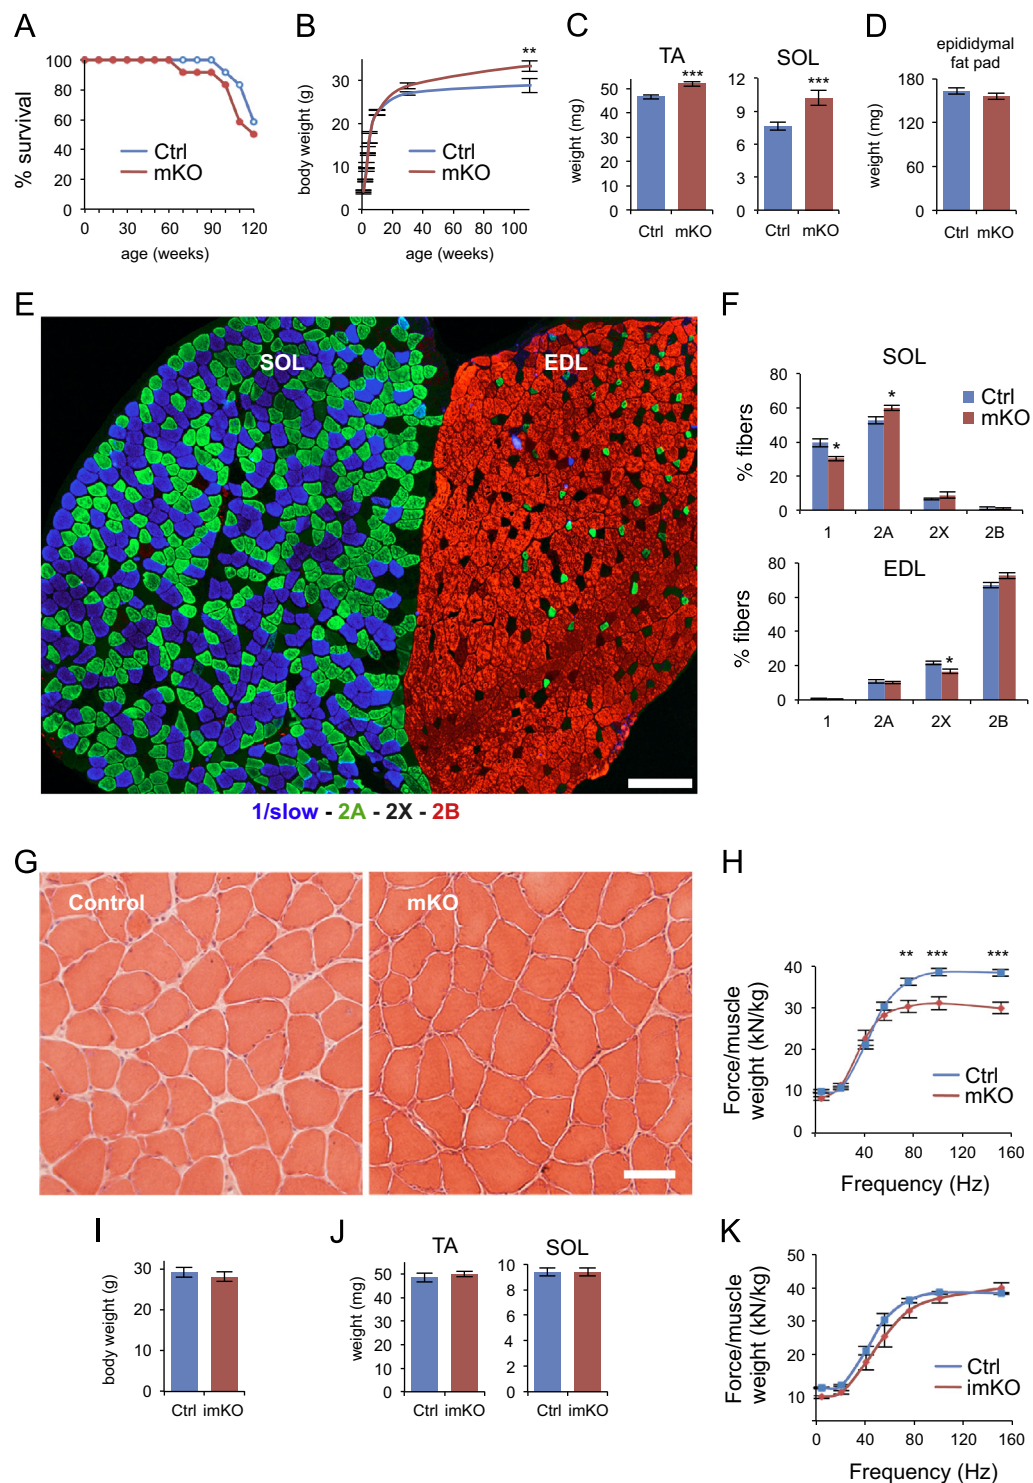 A
% survival
100
80
60
40
20
0
Ctrl
mKO
0 30 60 90 120
age (weeks)
B
body weight (g)
30
20
10
0
**
Ctrl
mKO
0 20 40 60 80 100
age (weeks)
C
TA
weight (mg)
50
40
30
20
10
0
***
Ctrl mKO
SOL
12
9
6
3
0
***
Ctrl mKO
D
epididymal
fat pad
weight (mg)
180
120
60
0
Ctrl mKO
E
SOL
EDL
1/slow - 2A - 2X - 2B
F
SOL
% fibers
80
60
40
20
0
*
*
Ctrl
mKO
1 2A 2X 2B
EDL
% fibers
80
60
40
20
0
*
1 2A 2X 2B
G
Control
mKO
H
Force/muscle
weight (kN/kg)
40
30
20
10
0
** *** ***
Ctrl
mKO
40 80 120 160
Frequency (Hz)
I
body weight (g)
30
20
10
0
Ctrl imKO
J
TA
weight (mg)
50
40
30
20
10
0
Ctrl imKO
SOL
10
8
6
4
2
0
Ctrl imKO
K
Force/muscle
weight (kN/kg)
50
40
30
20
10
Ctrl
imKO
0 40 80 120 160
Frequency (Hz)